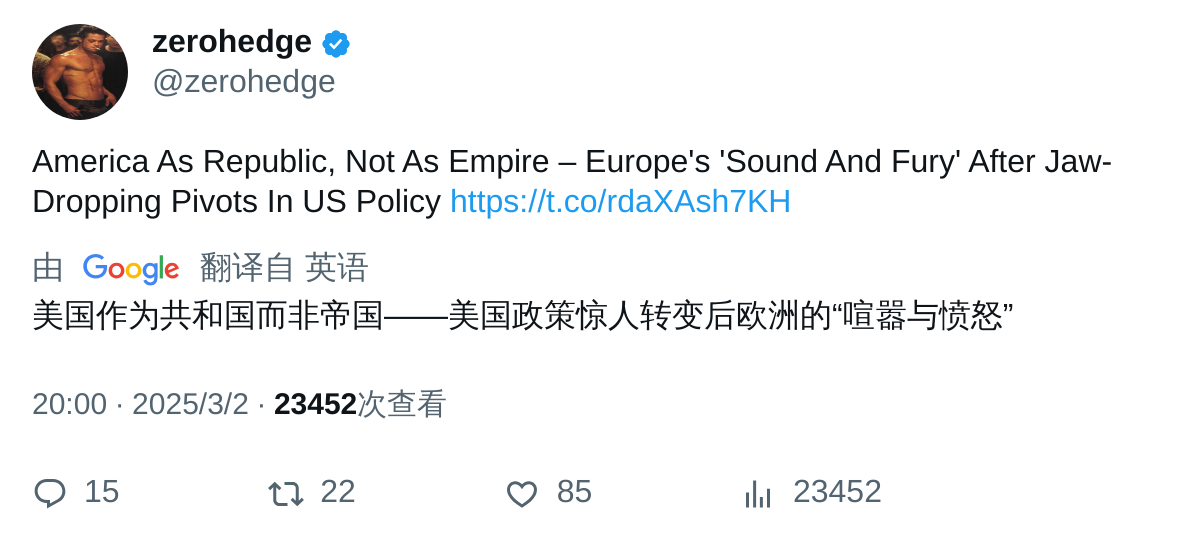 zerohedge
@zerohedge
America As Republic, Not As Empire – Europe's 'Sound And Fury' After Jaw-
Dropping Pivots In US Policy https://t.co/rdaXAsh7KH
由 Google 翻译自 英语
美国作为共和国而非帝国——美国政策惊人转变后欧洲的“喧嚣与愤怒”
20:00 · 2025/3/2 · 23452次查看
15 22 85 23452